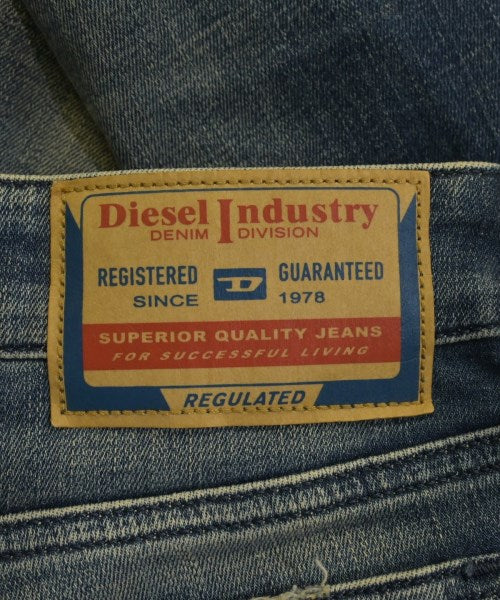 Diesel Industry
DENIM DIVISION
REGISTERED D GUARANTEED
SINCE 1978
SUPERIOR QUALITY JEANS
FOR SUCCESSFUL LIVING
REGULATED